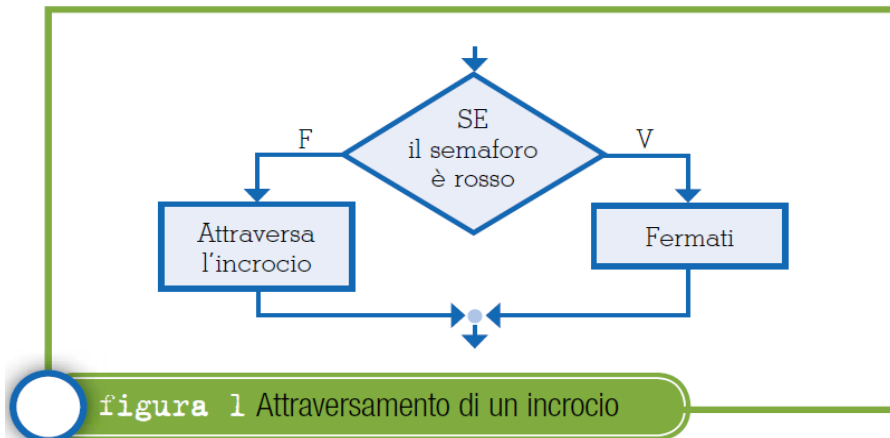 SE
il semaforo
è rosso
F
V
Attraversa
l'incrocio
Fermati
figura 1 Attraversamento di un incrocio